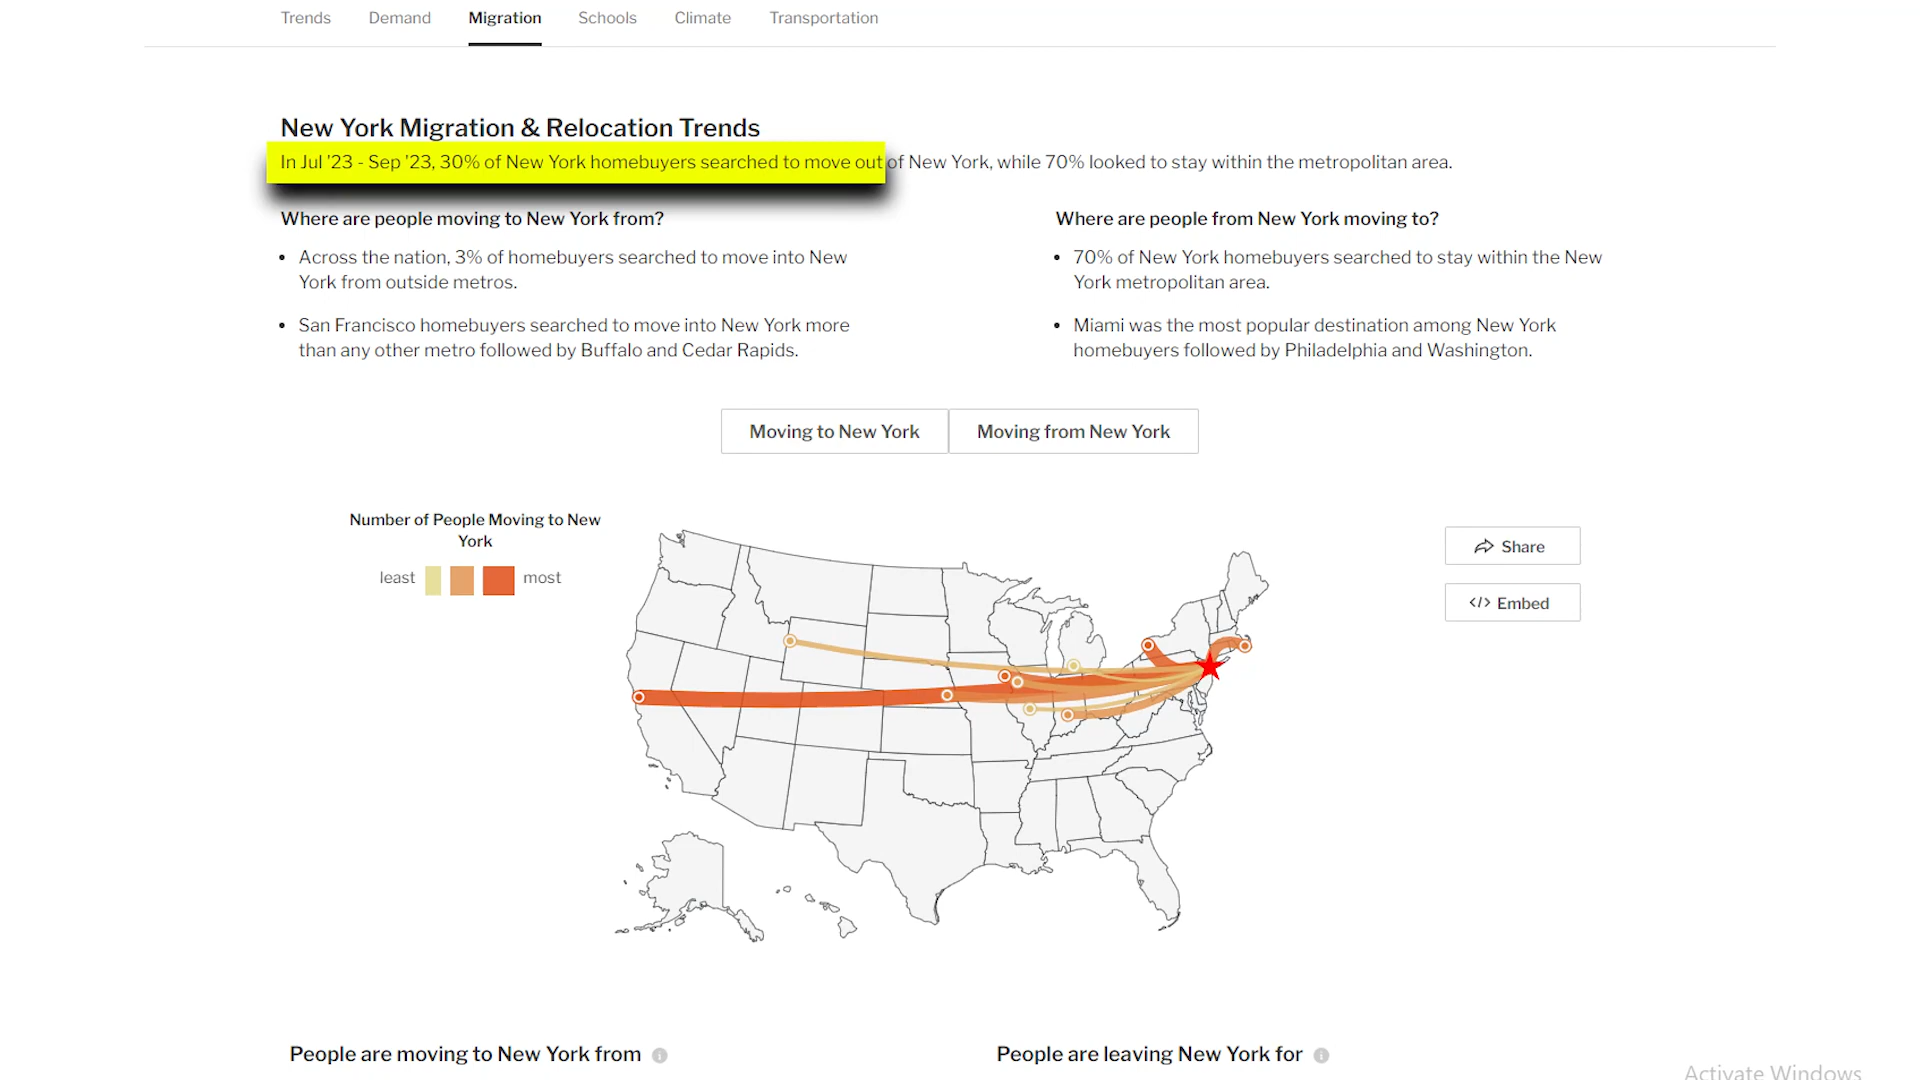 Trends Demand Migration Schools Climate Transportation
New York Migration & Relocation Trends
In Jul '23 - Sep '23, 30% of New York homebuyers searched to move out of New York, while 70% looked to stay within the metropolitan area.
Where are people moving to New York from?
• Across the nation, 3% of homebuyers searched to move into New
York from outside metros.
• San Francisco homebuyers searched to move into New York more
than any other metro followed by Buffalo and Cedar Rapids.
Where are people from New York moving to?
• 70% of New York homebuyers searched to stay within the New
York metropolitan area.
• Miami was the most popular destination among New York
homebuyers followed by Philadelphia and Washington.
Moving to New York Moving from New York
Number of People Moving to New
York
least most
Share
</> Embed
People are moving to New York from
People are leaving New York for
Activate Windows